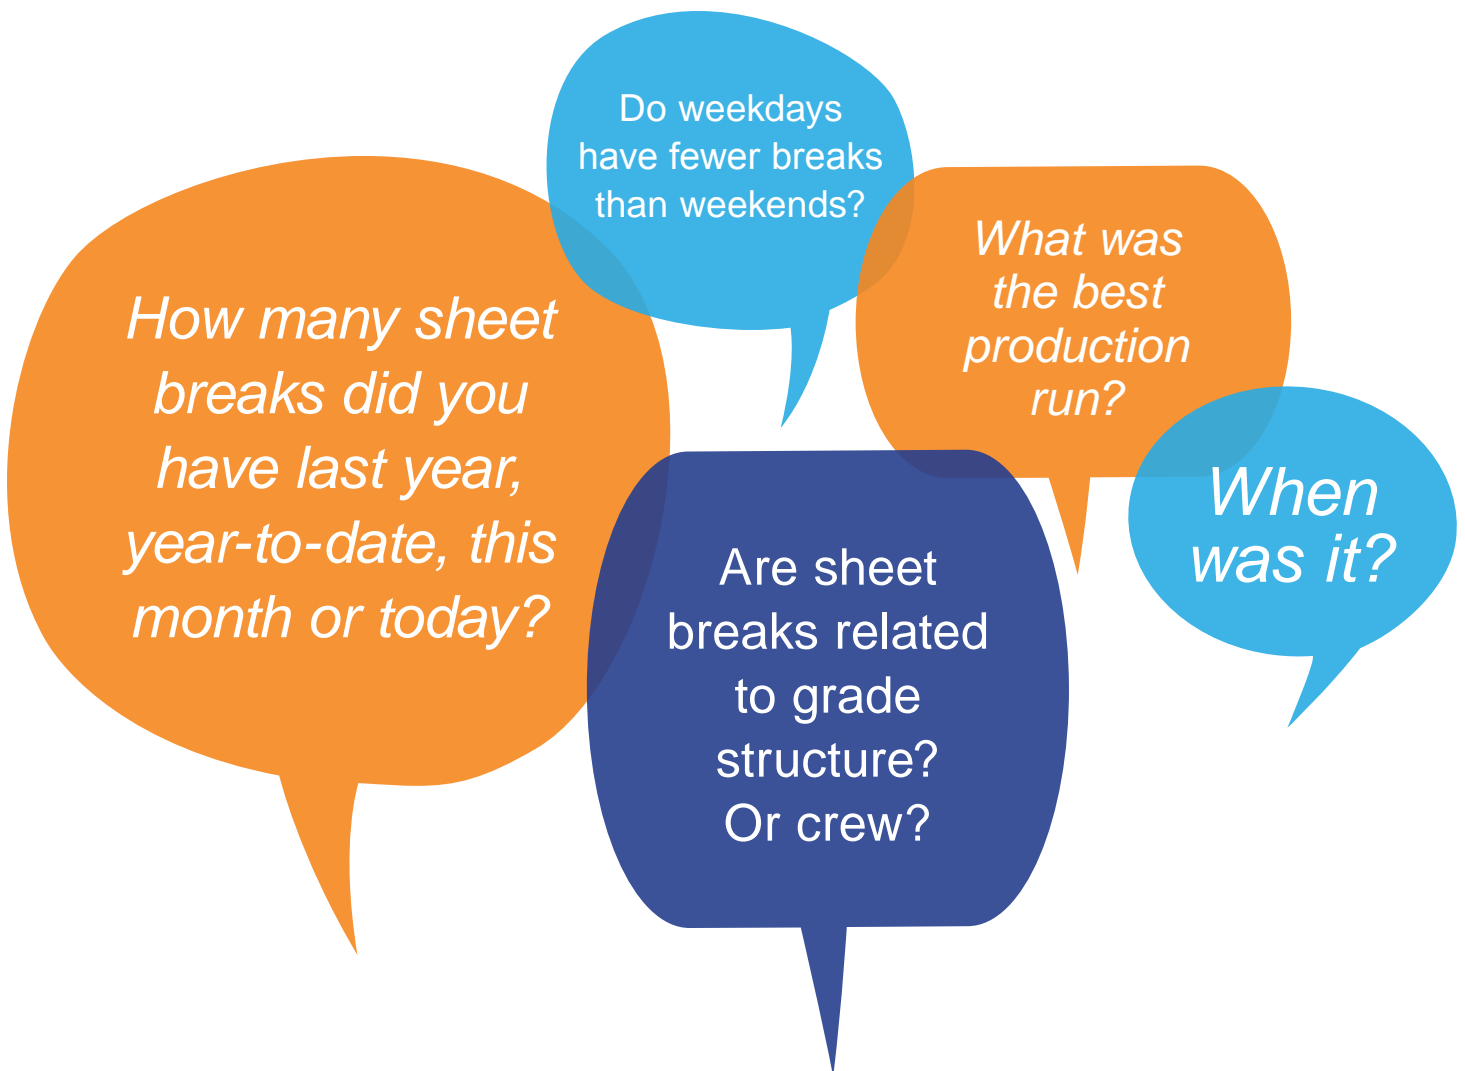 Do weekdays
have fewer breaks
than weekends?
How many sheet
breaks did you
have last year,
year-to-date, this
month or today?
What was
the best
production
run?
When
was it?
Are sheet
breaks related
to grade
structure?
Or crew?